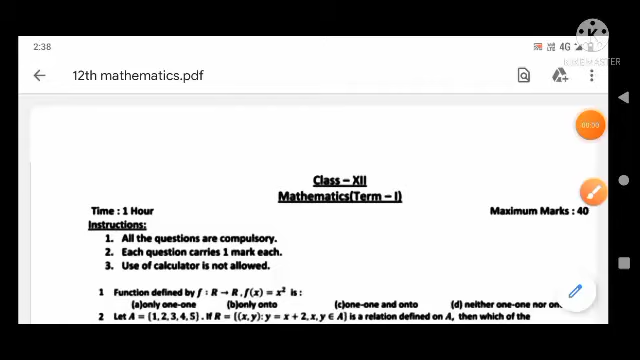 2:38
4G
KINEMASTER
12th mathematics.pdf
00:00
Class – XII
Mathematics(Term – I)
Time : 1 Hour
Maximum Marks : 40
Instructions:
1. All the questions are compulsory.
2. Each question carries 1 mark each.
3. Use of calculator is not allowed.
1 Function defined by f : R → R, f(x) = x² is :
(a)only one-one (b)only onto (c)one-one and onto (d) neither one-one nor on
2 Let A = {1,2,3,4,5}. If R = {(x,y): y = x + 2, x, y ∈ A} is a relation defined on A, then which of the